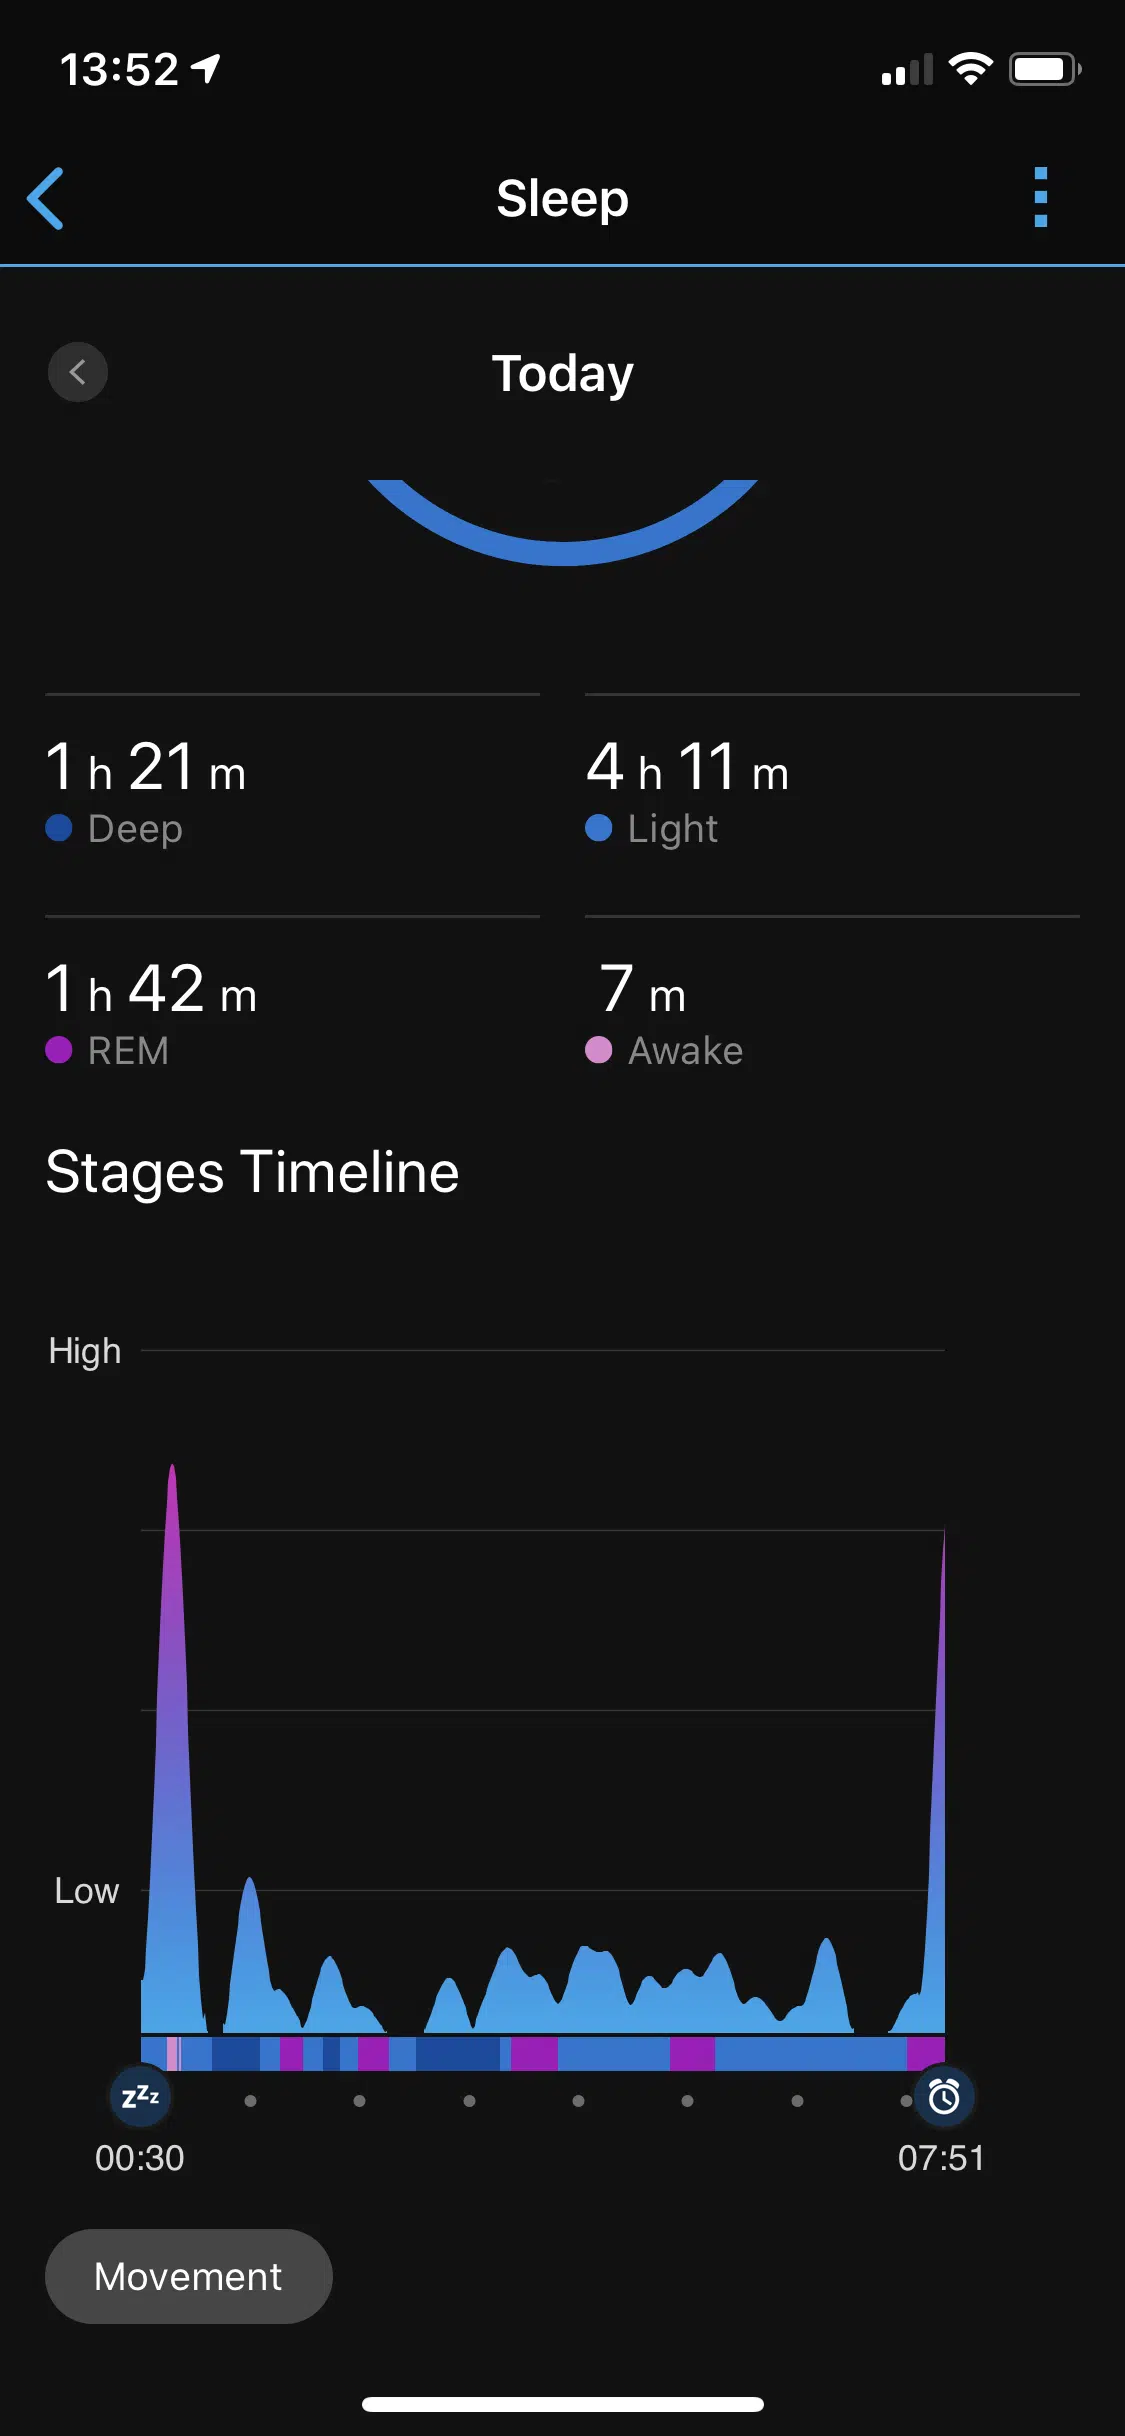 13:52
Sleep
Today
1 h 21 m
Deep
4 h 11 m
Light
1 h 42 m
REM
7 m
Awake
Stages Timeline
High
Low
zzz
00:30
07:51
Movement